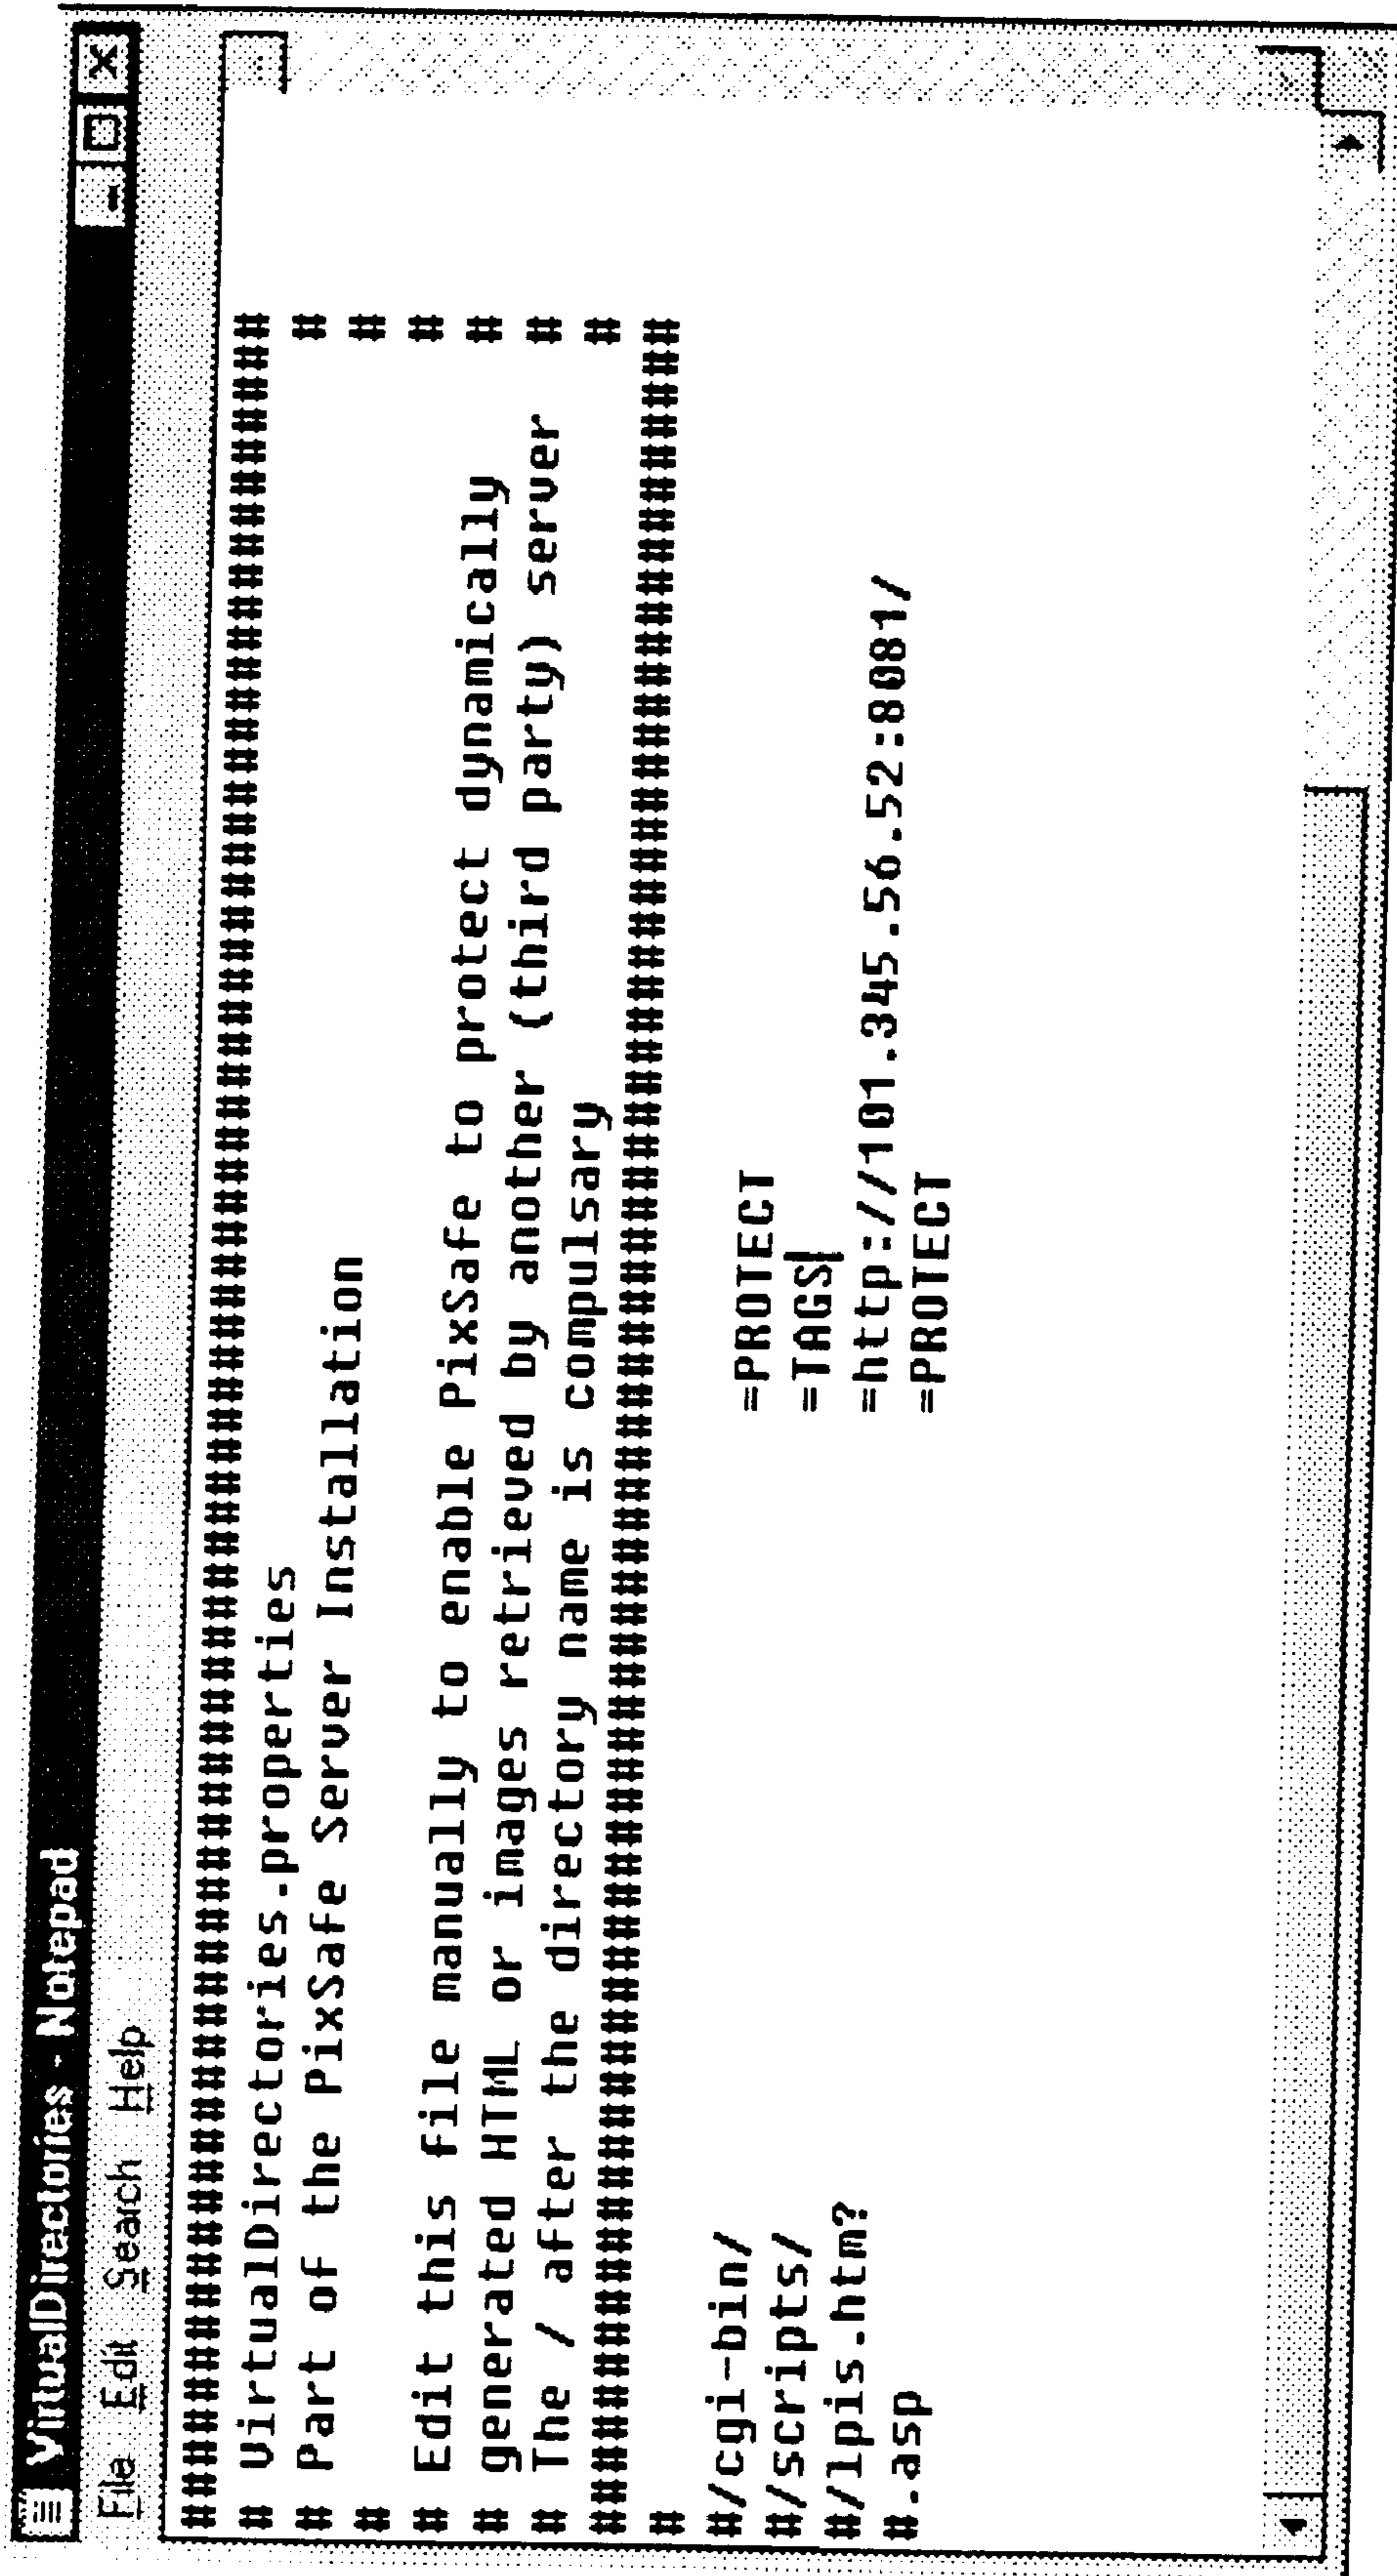 VirtualDirectories - Notepad
File Edit Search Help
##########################################################
# VirtualDirectories.properties #
# Part of the PixSafe Server Installation #
# #
# Edit this file manually to enable PixSafe to protect dynamically #
# generated HTML or images retrieved by another (third party) server #
# The / after the directory name is compulsary #
##########################################################
#
#/cgi-bin/ =PROTECT
#/scripts/ =TAGS
#/lpis.htm? =http://101.345.56.52:8081/
#.asp =PROTECT